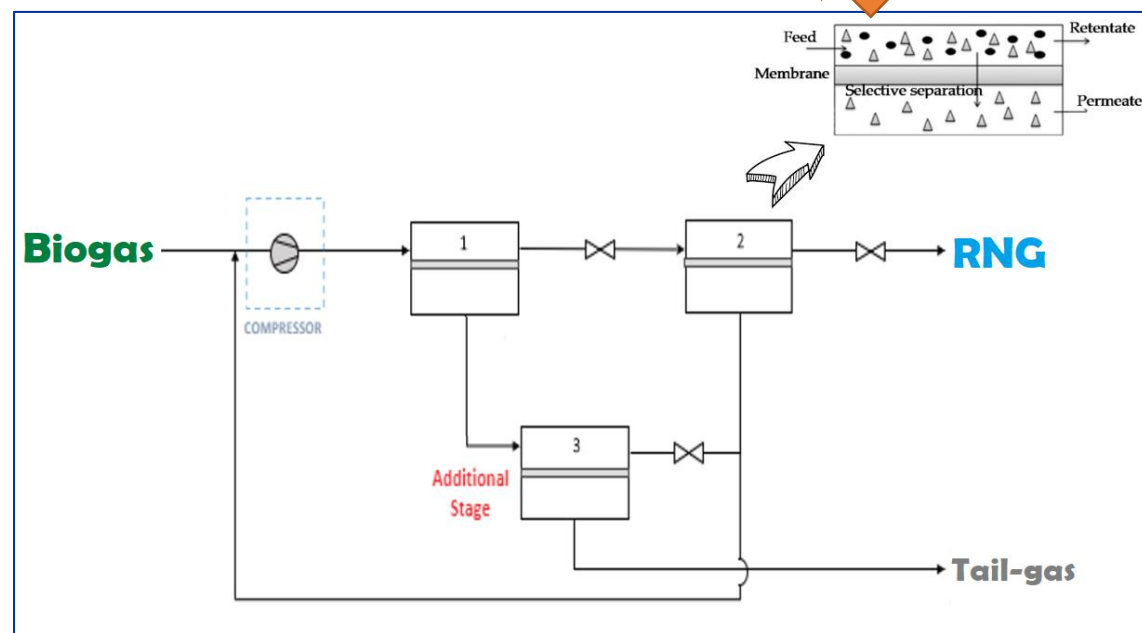 Feed
Retentate
Membrane
Selective separation
Permeate
Biogas
COMPRESSOR
1
2
RNG
3
Additional
Stage
Tail-gas